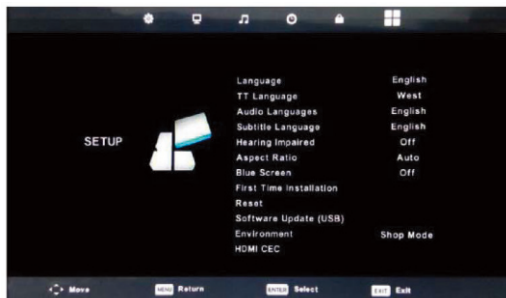 SETUP
Language English
TT Language West
Audio Languages English
Subtitle Language English
Hearing Impaired Off
Aspect Ratio Auto
Blue Screen Off
First Time Installation
Reset
Software Update (USB)
Environment Shop Mode
HDMI CEC
Move MENU Return ENTER Select EXIT Exit